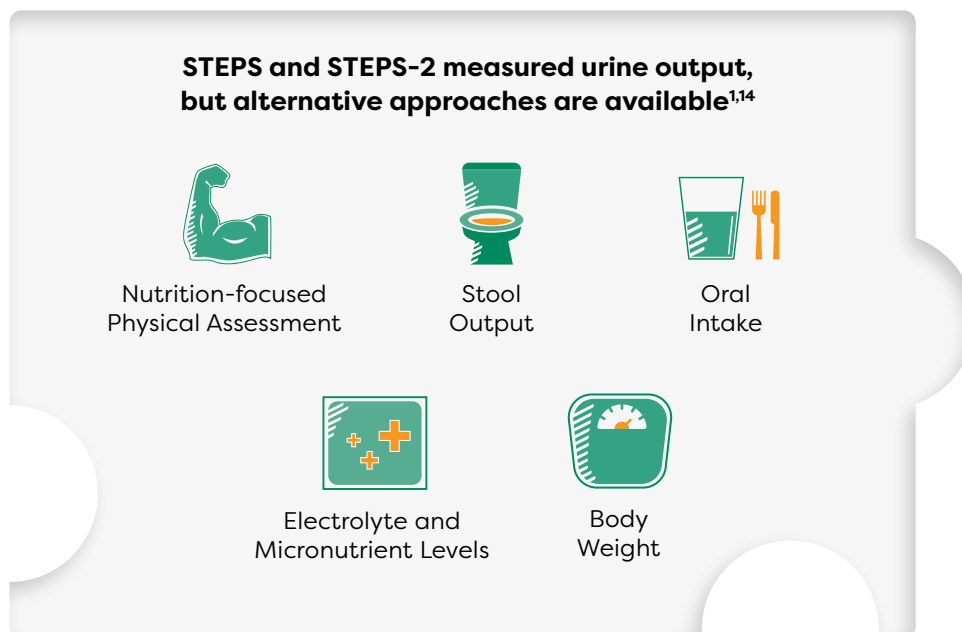 STEPS and STEPS-2 measured urine output,
but alternative approaches are available1,14
Nutrition-focused
Physical Assessment
Stool
Output
Oral
Intake
Electrolyte and
Micronutrient Levels
Body
Weight